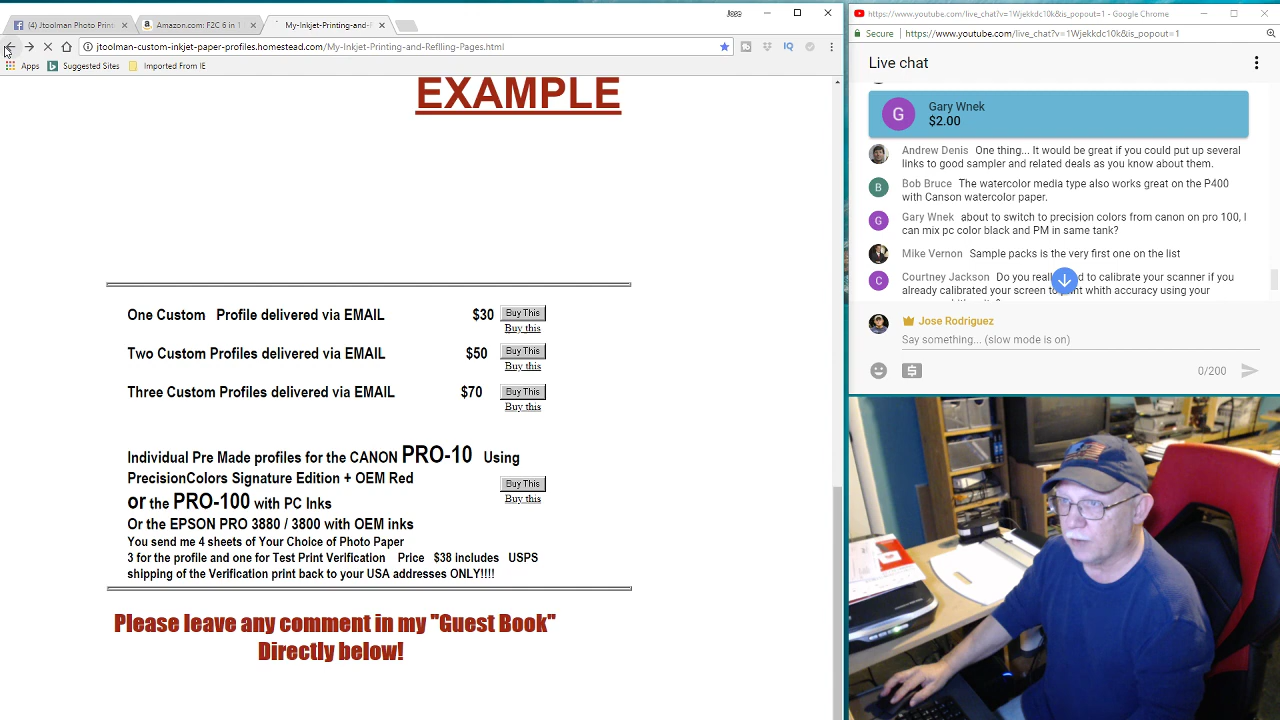 (4) Jtoolman Photo Print
Amazon.com: F2C 6 in 1
My-Inkjet-Printing-and-F
Jose
jtoolman-custom-inkjet-paper-profiles.homestead.com/My-Inkjet-Printing-and-Reflling-Pages.html
Apps
Suggested Sites
Imported From IE
EXAMPLE
One Custom Profile delivered via EMAIL $30 Buy This
Buy this
Two Custom Profiles delivered via EMAIL $50 Buy This
Buy this
Three Custom Profiles delivered via EMAIL $70 Buy This
Buy this
Individual Pre Made profiles for the CANON PRO-10 Using
PrecisionColors Signature Edition + OEM Red
Buy This
or the PRO-100 with PC Inks
Buy this
Or the EPSON PRO 3880 / 3800 with OEM inks
You send me 4 sheets of Your Choice of Photo Paper
3 for the profile and one for Test Print Verification Price $38 includes USPS
shipping of the Verification print back to your USA addresses ONLY!!!!
Please leave any comment in my "Guest Book"
Directly below!
https://www.youtube.com/live_chat?v=1Wjekkdc10k&is_popout=1 - Google Chrome
Secure https://www.youtube.com/live_chat?v=1Wjekkdc10k&is_popout=1
Live chat
G
Gary Wnek
$2.00
Andrew Denis One thing... It would be great if you could put up several
links to good sampler and related deals as you know about them.
B
Bob Bruce The watercolor media type also works great on the P400
with Canson watercolor paper.
G
Gary Wnek about to switch to precision colors from canon on pro 100, I
can mix pc color black and PM in same tank?
Mike Vernon Sample packs is the very first one on the list
C
Courtney Jackson Do you to calibrate your scanner if you
already calibrated your screen to whith accuracy using your
Jose Rodriguez
Say something... (slow mode is on)
0/200